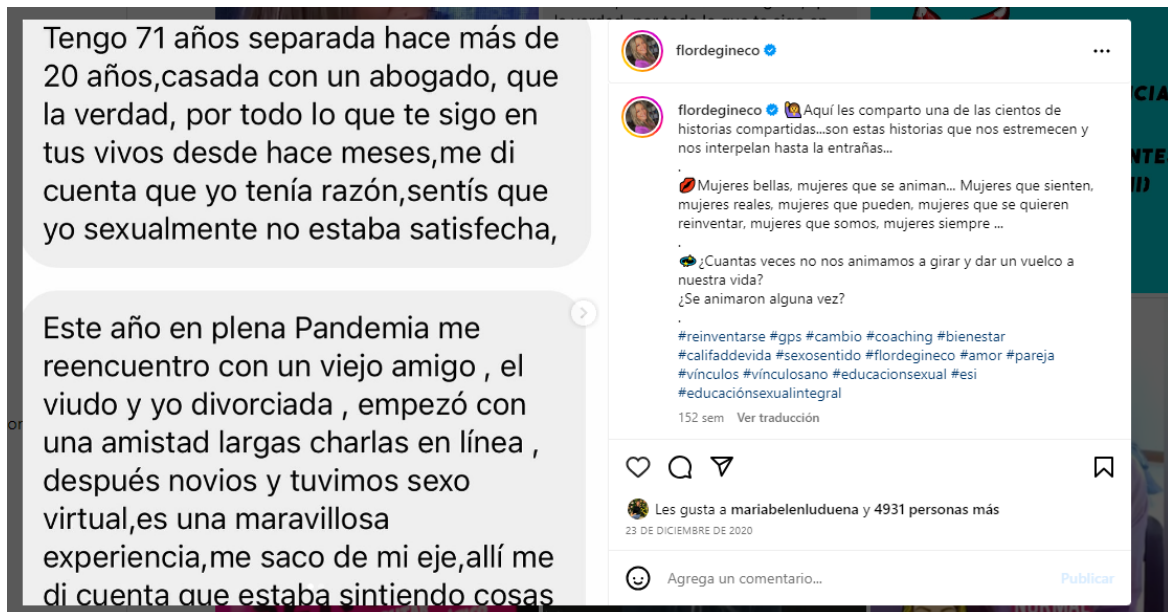 Tengo 71 años separada hace más de
20 años,casada con un abogado, que
la verdad, por todo lo que te sigo en
tus vivos desde hace meses,me di
cuenta que yo tenía razón,sentís que
yo sexualmente no estaba satisfecha,
Este año en plena Pandemia me
reencuentro con un viejo amigo , el
viudo y yo divorciada , empezó con
una amistad largas charlas en línea ,
después novios y tuvimos sexo
virtual,es una maravillosa
experiencia,me saco de mi eje,allí me
di cuenta que estaba sintiendo cosas
flordegineco
flordegineco 🙋Aquí les comparto una de las cientos de
historias compartidas...son estas historias que nos estremecen y
nos interpelan hasta la entrañas...
.
💋Mujeres bellas, mujeres que se animan... Mujeres que sienten,
mujeres reales, mujeres que pueden, mujeres que se quieren
reinventar, mujeres que somos, mujeres siempre ...
.
¿Cuantas veces no nos animamos a girar y dar un vuelco a
nuestra vida?
¿Se animaron alguna vez?
.
#reinventarse #gps #cambio #coaching #bienestar
#califaddevida #sexosentido #flordegineco #amor #pareja
#vínculos #vínculosano #educacionsexual #esi
#educaciónsexualintegral
152 sem Ver traducción
Les gusta a mariabelenluduena y 4931 personas más
23 DE DICIEMBRE DE 2020
Agrega un comentario...
Publicar